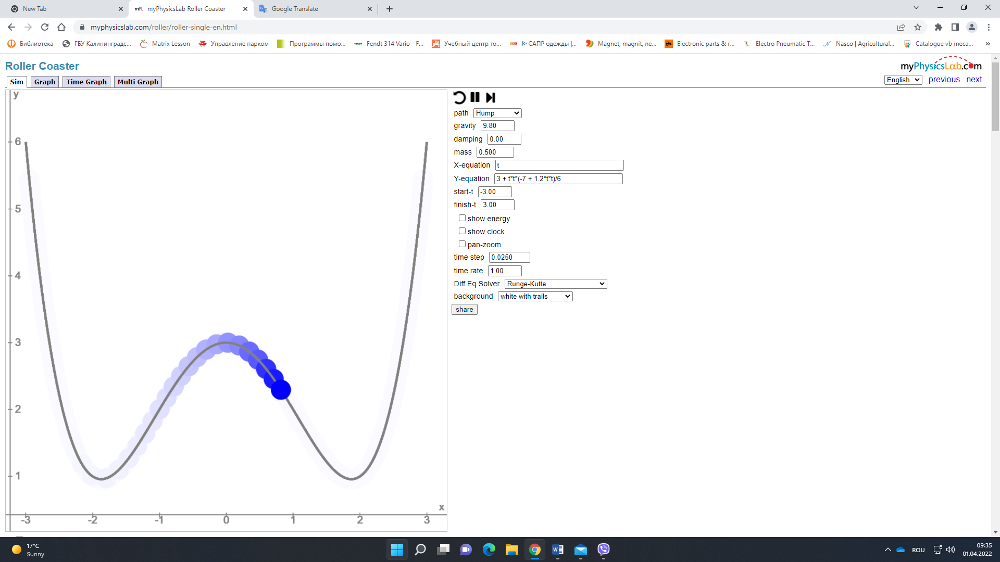 New Tab
myPhysicsLab Roller Coaster
Google Translate
myphysicslab.com/roller/roller-single-en.html
Библиотека
ГБУ Калининградс...
Matrix Lesson
Управление парком
Программы помо...
Fendt 314 Vario - F...
Учебный центр то...
ᐅ САПР одежды |...
Magnet, magnit, ne...
Electronic parts & r...
Electro Pneumatic T...
Nasco | Agricultural...
Catalogue vb meca...
»
Roller Coaster
myPhysicsLab.com
Sim
Graph
Time Graph
Multi Graph
English
previous
next
y
6
5
4
3
2
1
x
-3 -2 -1 0 1 2 3
path Hump
gravity 9.80
damping 0.00
mass 0.500
X-equation t
Y-equation 3 + t*t*(-7 + 1.2*t*t)/6
start-t -3.00
finish-t 3.00
show energy
show clock
pan-zoom
time step 0.0250
time rate 1.00
Diff Eq Solver Runge-Kutta
background white with trails
share
17°C
Sunny
ROU
09:35
01.04.2022